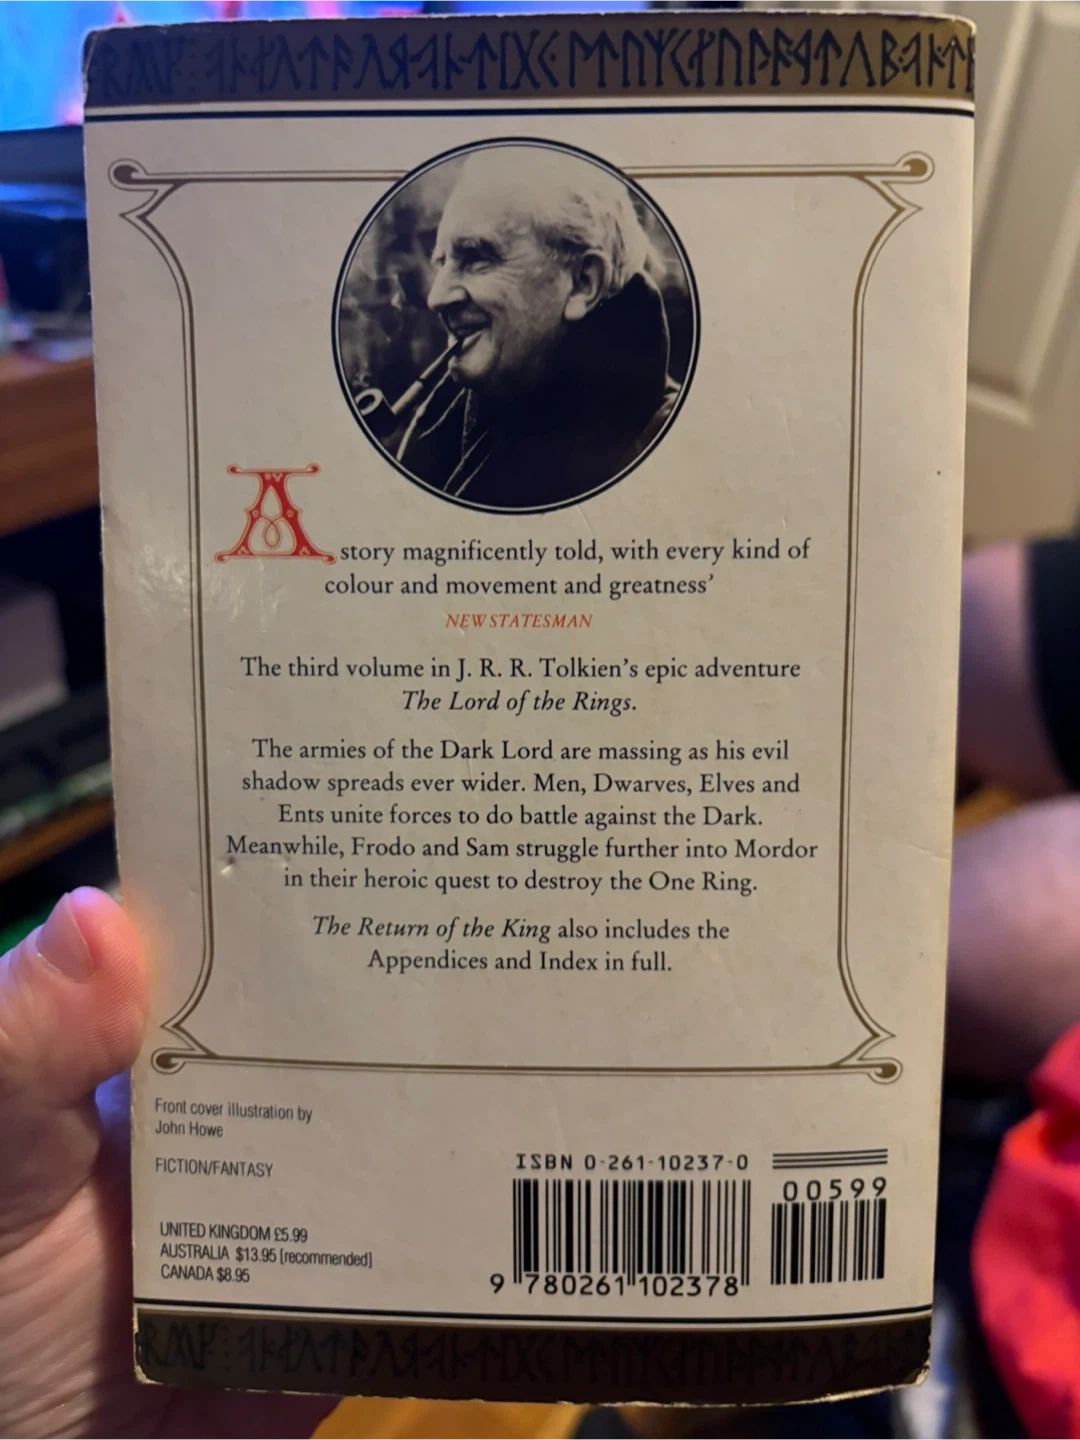 A story magnificently told, with every kind of
colour and movement and greatness’
NEW STATESMAN
The third volume in J. R. R. Tolkien’s epic adventure
The Lord of the Rings.
The armies of the Dark Lord are massing as his evil
shadow spreads ever wider. Men, Dwarves, Elves and
Ents unite forces to do battle against the Dark.
Meanwhile, Frodo and Sam struggle further into Mordor
in their heroic quest to destroy the One Ring.
The Return of the King also includes the
Appendices and Index in full.
Front cover illustration by
John Howe
FICTION/FANTASY
UNITED KINGDOM £5.99
AUSTRALIA $13.95 [recommended]
CANADA $8.95
ISBN 0-261-10237-0
00599
9 780261 102378